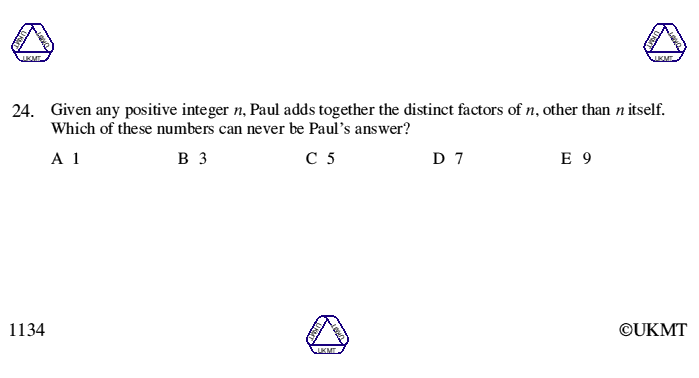 UKMT UKMT UKMT
UKMT UKMT UKMT
24. Given any positive integer n, Paul adds together the distinct factors of n, other than n itself.
Which of these numbers can never be Paul's answer?
A 1 B 3 C 5 D 7 E 9
1134
UKMT UKMT UKMT
©UKMT